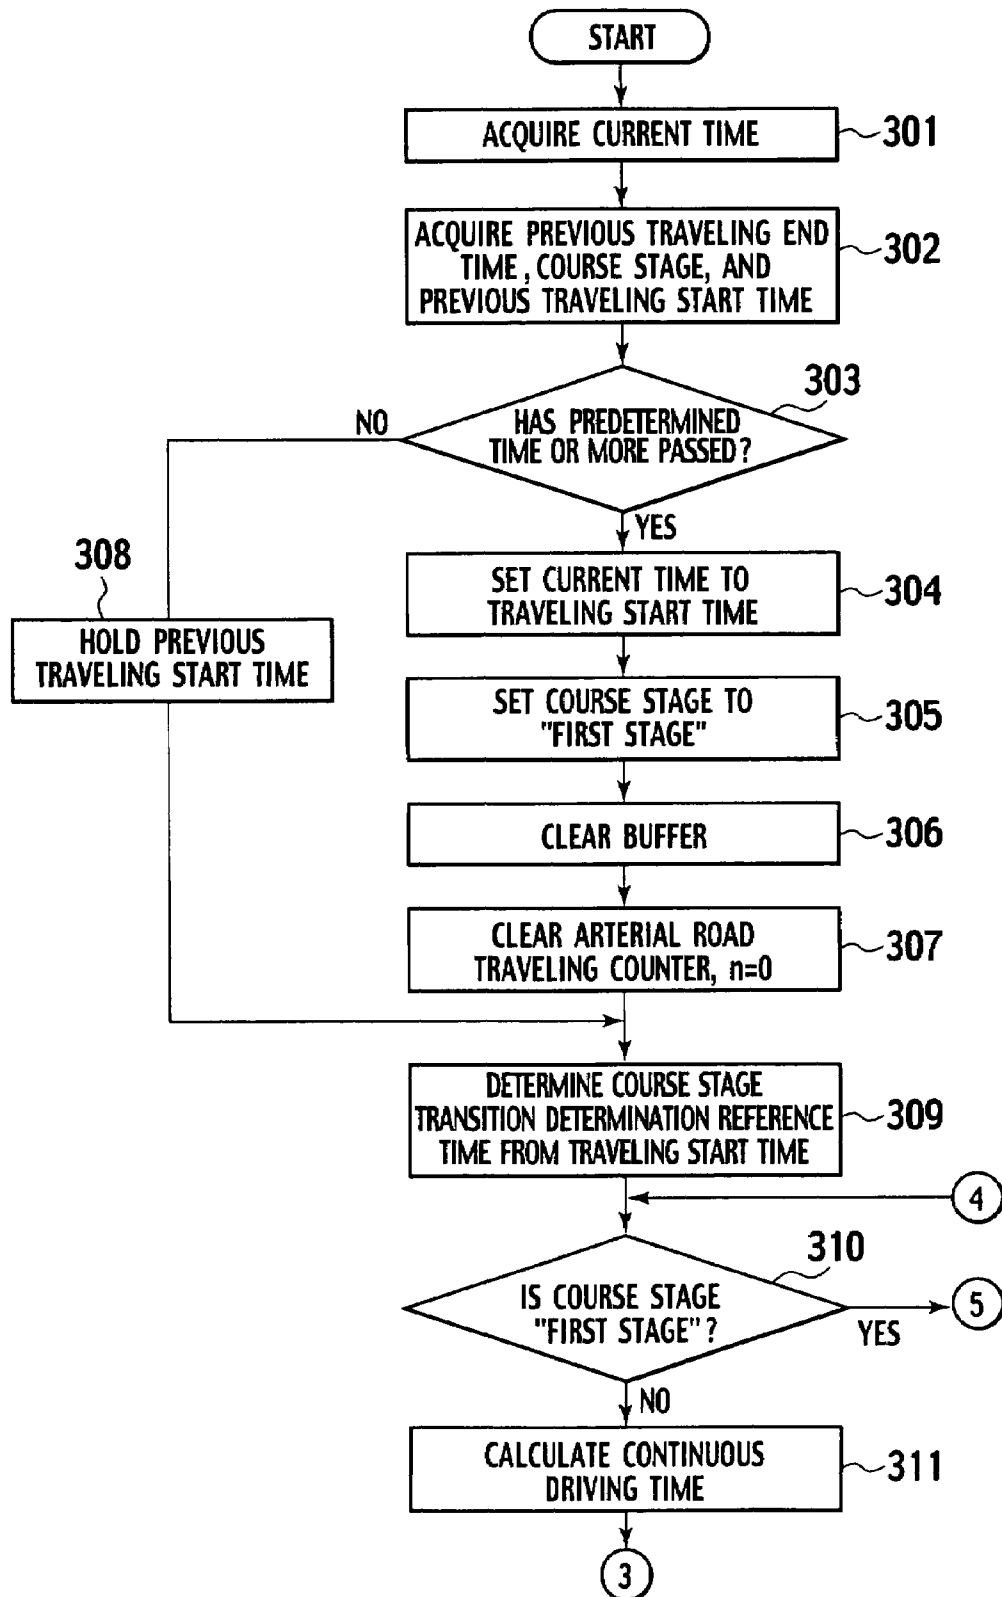 START
ACQUIRE CURRENT TIME
301
ACQUIRE PREVIOUS TRAVELING END
TIME, COURSE STAGE, AND
PREVIOUS TRAVELING START TIME
302
303
HAS PREDETERMINED
TIME OR MORE PASSED?
NO
YES
308
HOLD PREVIOUS
TRAVELING START TIME
SET CURRENT TIME TO
TRAVELING START TIME
304
SET COURSE STAGE TO
"FIRST STAGE"
305
CLEAR BUFFER
306
CLEAR ARTERIAL ROAD
TRAVELING COUNTER, n=0
307
DETERMINE COURSE STAGE
TRANSITION DETERMINATION REFERENCE
TIME FROM TRAVELING START TIME
309
4
310
IS COURSE STAGE
"FIRST STAGE"?
5
YES
NO
CALCULATE CONTINUOUS
DRIVING TIME
311
3